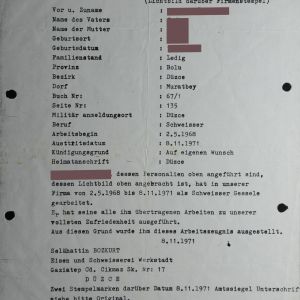 (Lichtbild darüber Firmenstempel)
Vor u. Zuname :
Name des Vaters :
Name der Mutter :
Geburtsort :
Geburtsdatum :
Familienstand : Ledig
Provinz : Bolu
Bezirk : Düzce
Dorf : Muratbey
Buch Nr: : 67/1
Seite Nr: : 135
Militär anmeldungsort : Düzce
Beruf : Schweisser
Arbeitsbegin : 2.5.1968
Austtitsdatum : 8.11.1971
Kündigungsgrund : Auf eigenen Wunsch
Heimatanschrift : Düzce
, dessen Personalien oben angeführt sind,
dessen Lichtbild oben angebracht ist, hat in unserer
Firma von 2.5.1968 bis 8.11.1971 als Schweisser Gesele
gearbeitet.
E, hat seine alle ihm übertragenen Arbeiten zu unserer
vollsten Zufriedenheit ausgeführt.
Aus diesen Grund wurde ihm dieses Arbeitszeugnis ausgestellt.
8.11.1971
Selâhattin BOZKURT
Eisen und Schweisserei Werkstadt
Gaziatep Cd, Cikmaz Sk. Nr: 17
DÜZCE
Zwei Stempelmarken darüber Datum 8.11.1971 Amtssiegel Unterschrift
siehe bitte Original.